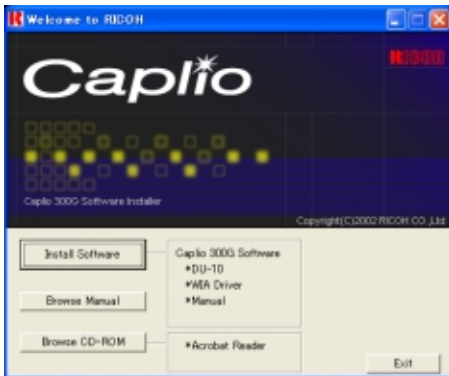 Welcome to RICOH
RICOH
Caplio
Caplio 300G Software Installer
Copyright(C)2002 RICOH CO.,Ltd
Install Software
Caplio 300G Software
*DU-10
*WIA Driver
*Manual
Browse Manual
Browse CD-ROM
*Acrobat Reader
Exit